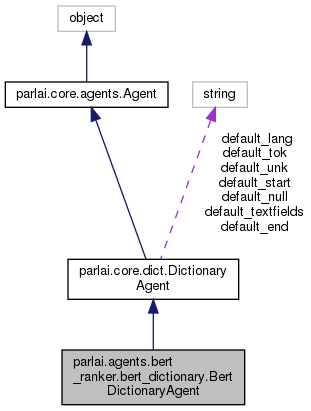 object
parlai.core.agents.Agent
string
default_lang
default_tok
default_unk
default_start
default_null
default_textfields
default_end
parlai.core.dict.Dictionary
Agent
parlai.agents.bert
_ranker.bert_dictionary.Bert
DictionaryAgent